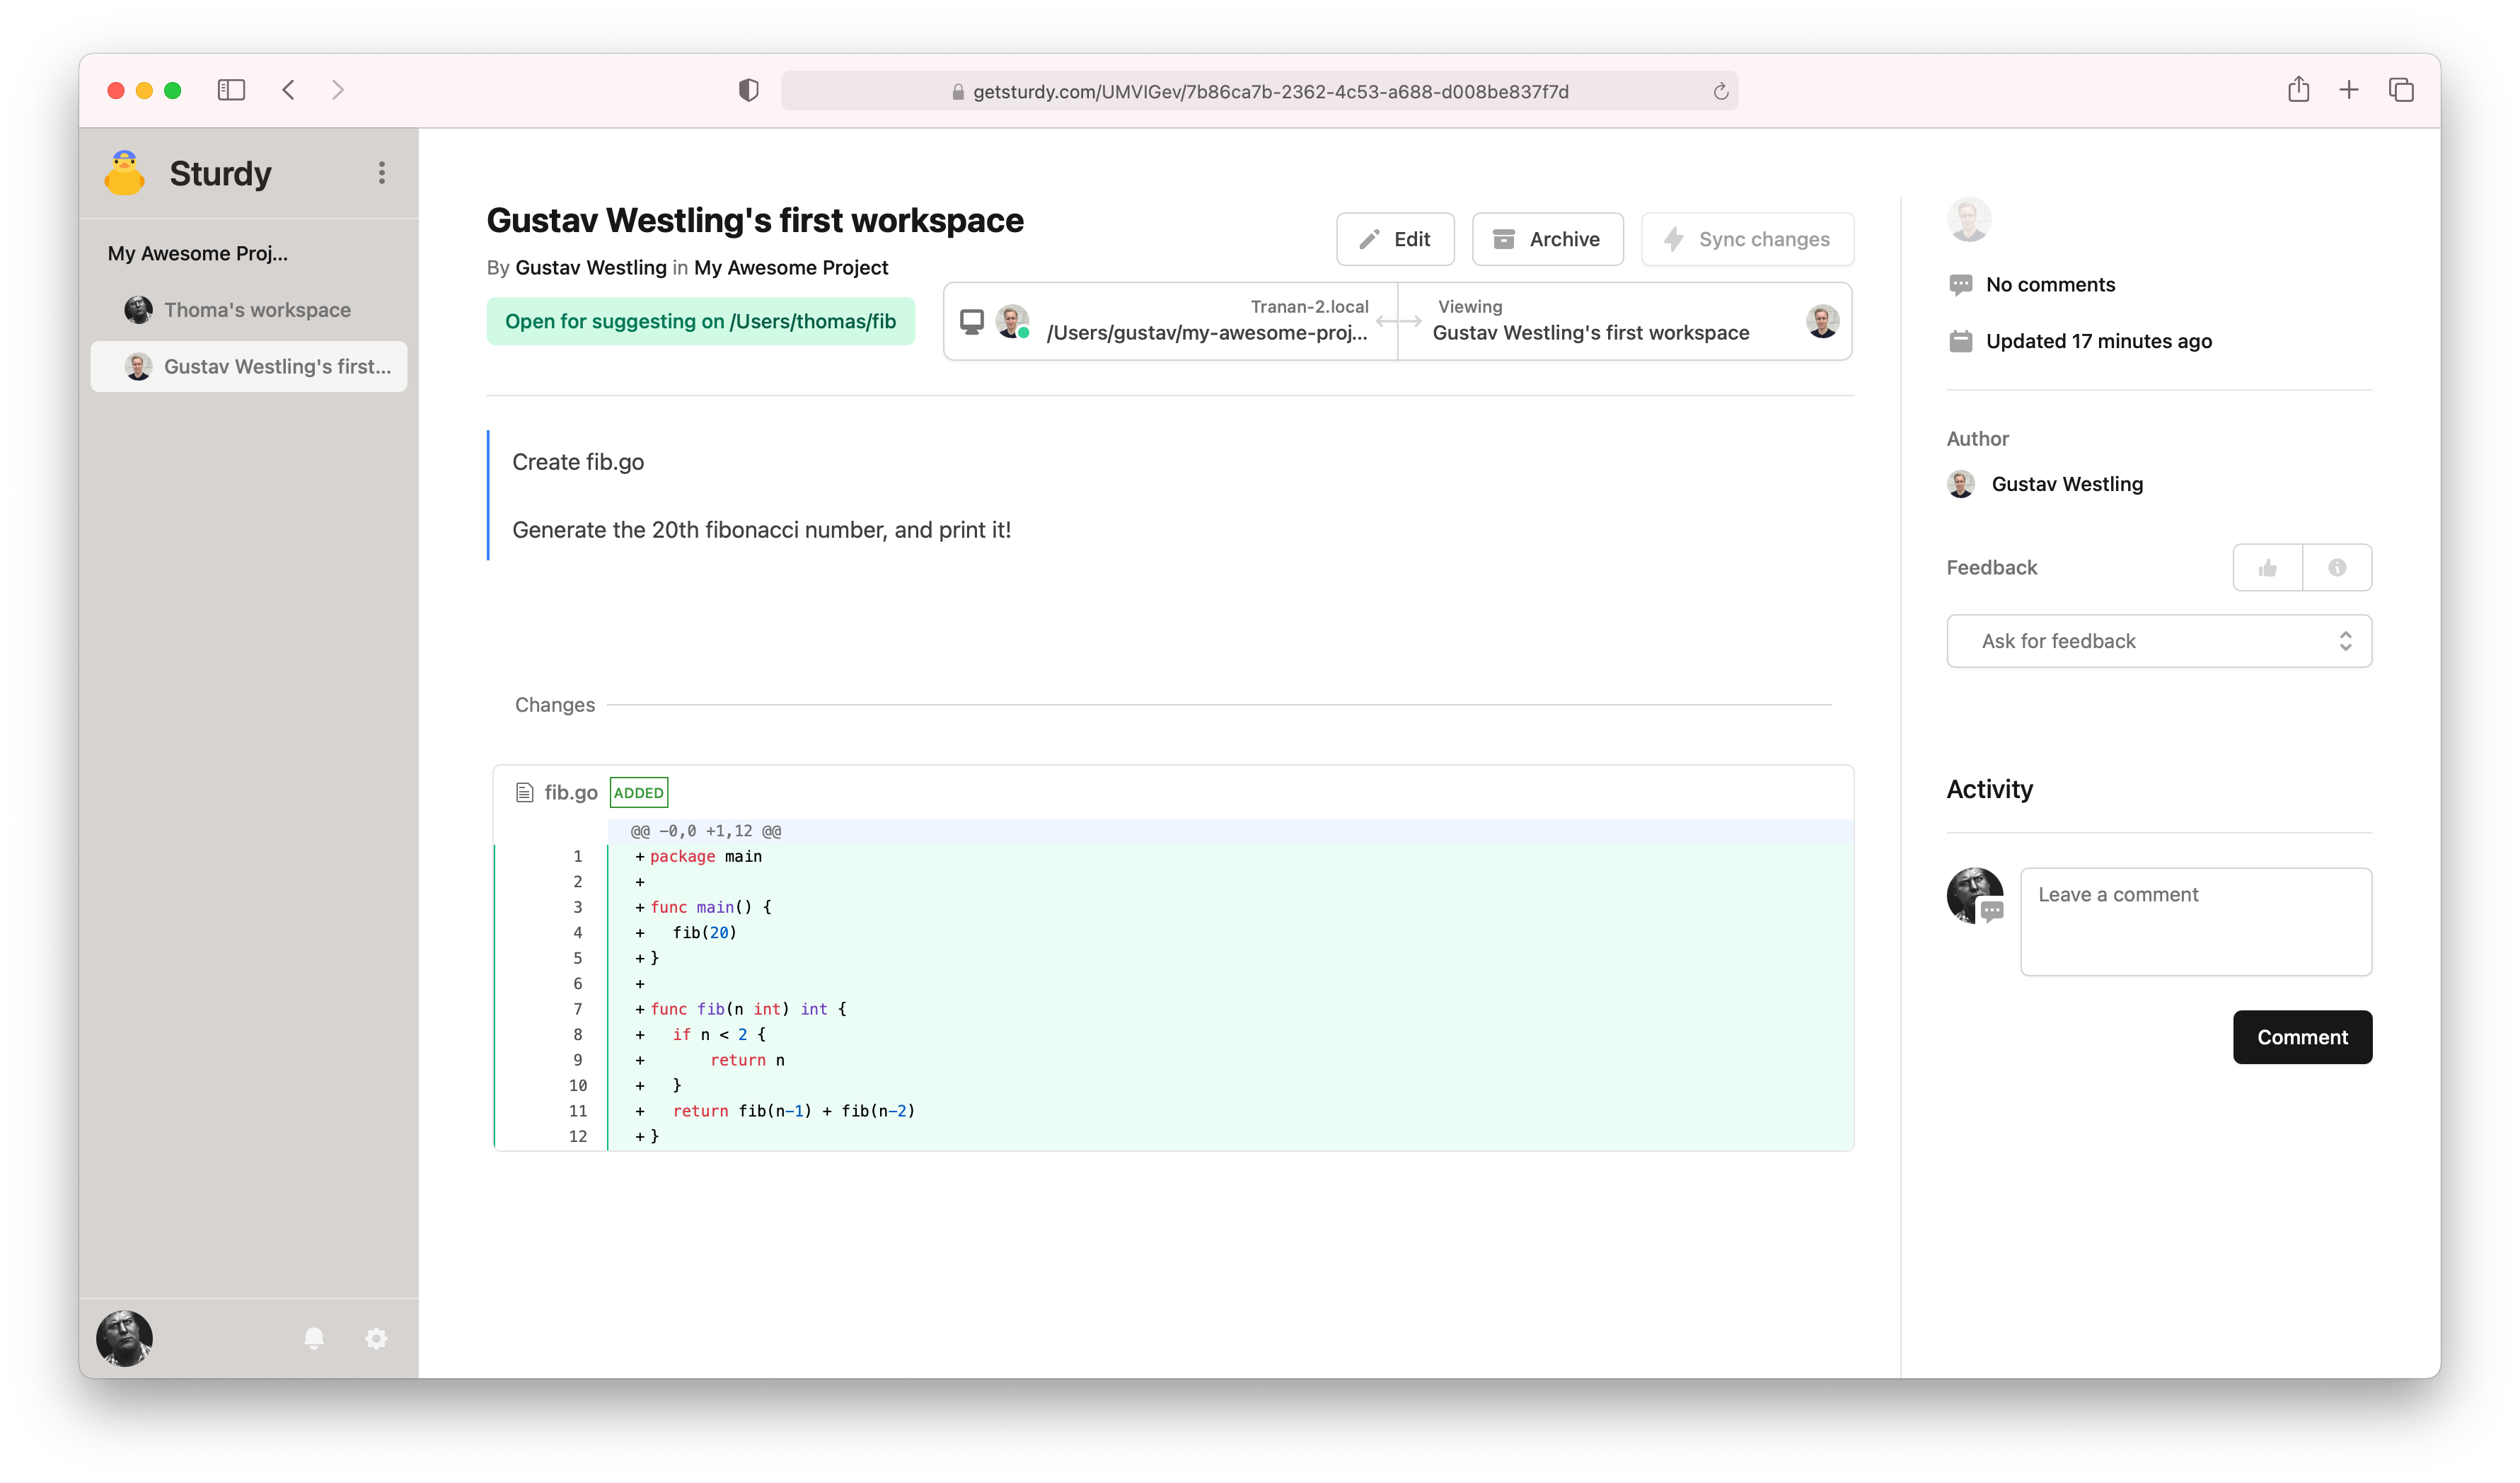 getsturdy.com/UMVIGev/7b86ca7b-2362-4c53-a688-d008be837f7d
Sturdy
My Awesome Proj...
Thoma's workspace
Gustav Westling's first...
Gustav Westling's first workspace
By Gustav Westling in My Awesome Project
Edit
Archive
Sync changes
Open for suggesting on /Users/thomas/fib
Tranan-2.local
/Users/gustav/my-awesome-proj...
Viewing
Gustav Westling's first workspace
Create fib.go
Generate the 20th fibonacci number, and print it!
Changes
fib.go ADDED
@@ -0,0 +1,12 @@
1 + package main
2 +
3 + func main() {
4 + fib(20)
5 + }
6 +
7 + func fib(n int) int {
8 + if n < 2 {
9 + return n
10 + }
11 + return fib(n-1) + fib(n-2)
12 + }
No comments
Updated 17 minutes ago
Author
Gustav Westling
Feedback
Ask for feedback
Activity
Leave a comment
Comment